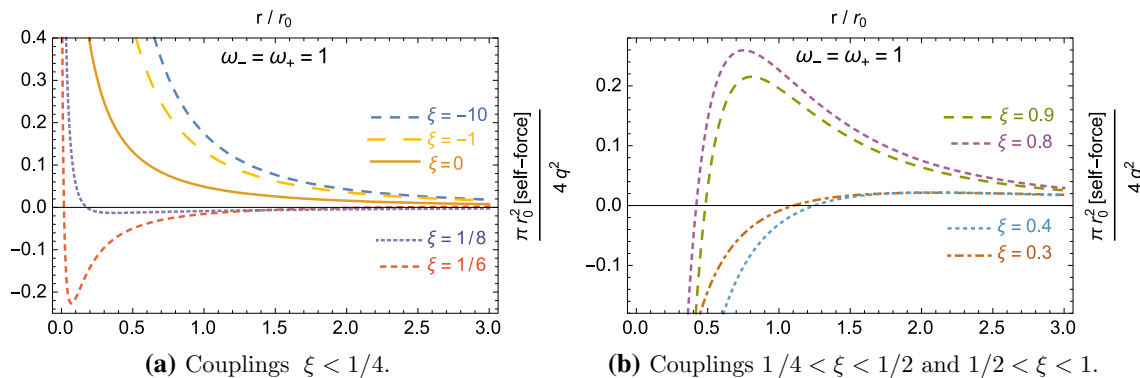 r / r₀
ω₋ = ω₊ = 1
0.4
0.3
0.2
0.1
0.0
−0.1
−0.2
ξ = −10
ξ = −1
ξ = 0
ξ = 1/8
ξ = 1/6
0.0 0.5 1.0 1.5 2.0 2.5 3.0
π r₀² [self−force]
4 q²
(a) Couplings ξ < 1/4.
r / r₀
ω₋ = ω₊ = 1
0.2
0.1
0.0
−0.1
ξ = 0.9
ξ = 0.8
ξ = 0.4
ξ = 0.3
0.0 0.5 1.0 1.5 2.0 2.5 3.0
π r₀² [self−force]
4 q²
(b) Couplings 1/4 < ξ < 1/2 and 1/2 < ξ < 1.